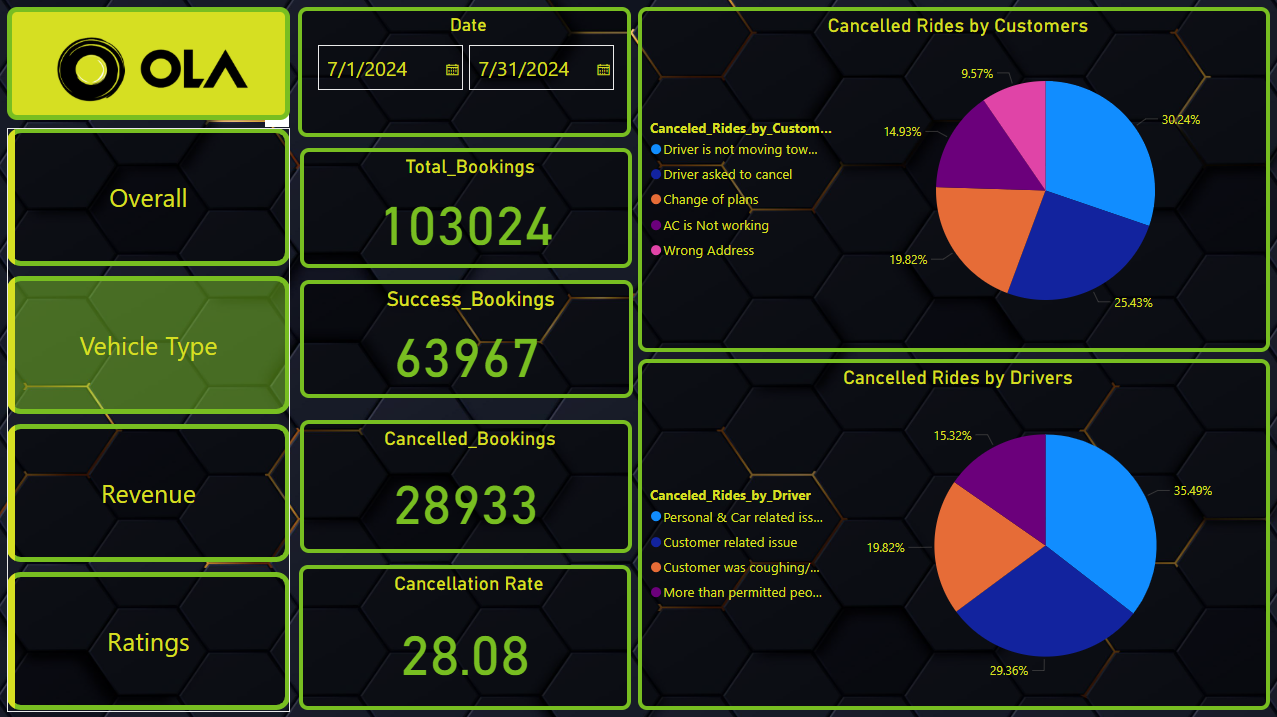 OLA
Overall
Vehicle Type
Revenue
Ratings
Date
7/1/2024
7/31/2024
Total_Bookings
103024
Success_Bookings
63967
Cancelled_Bookings
28933
Cancellation Rate
28.08
Cancelled Rides by Customers
Canceled_Rides_by_Custom...
Driver is not moving tow...
Driver asked to cancel
Change of plans
AC is Not working
Wrong Address
9.57%
30.24%
14.93%
19.82%
25.43%
Cancelled Rides by Drivers
Canceled_Rides_by_Driver
Personal & Car related iss...
Customer related issue
Customer was coughing/...
More than permitted peo...
15.32%
35.49%
19.82%
29.36%